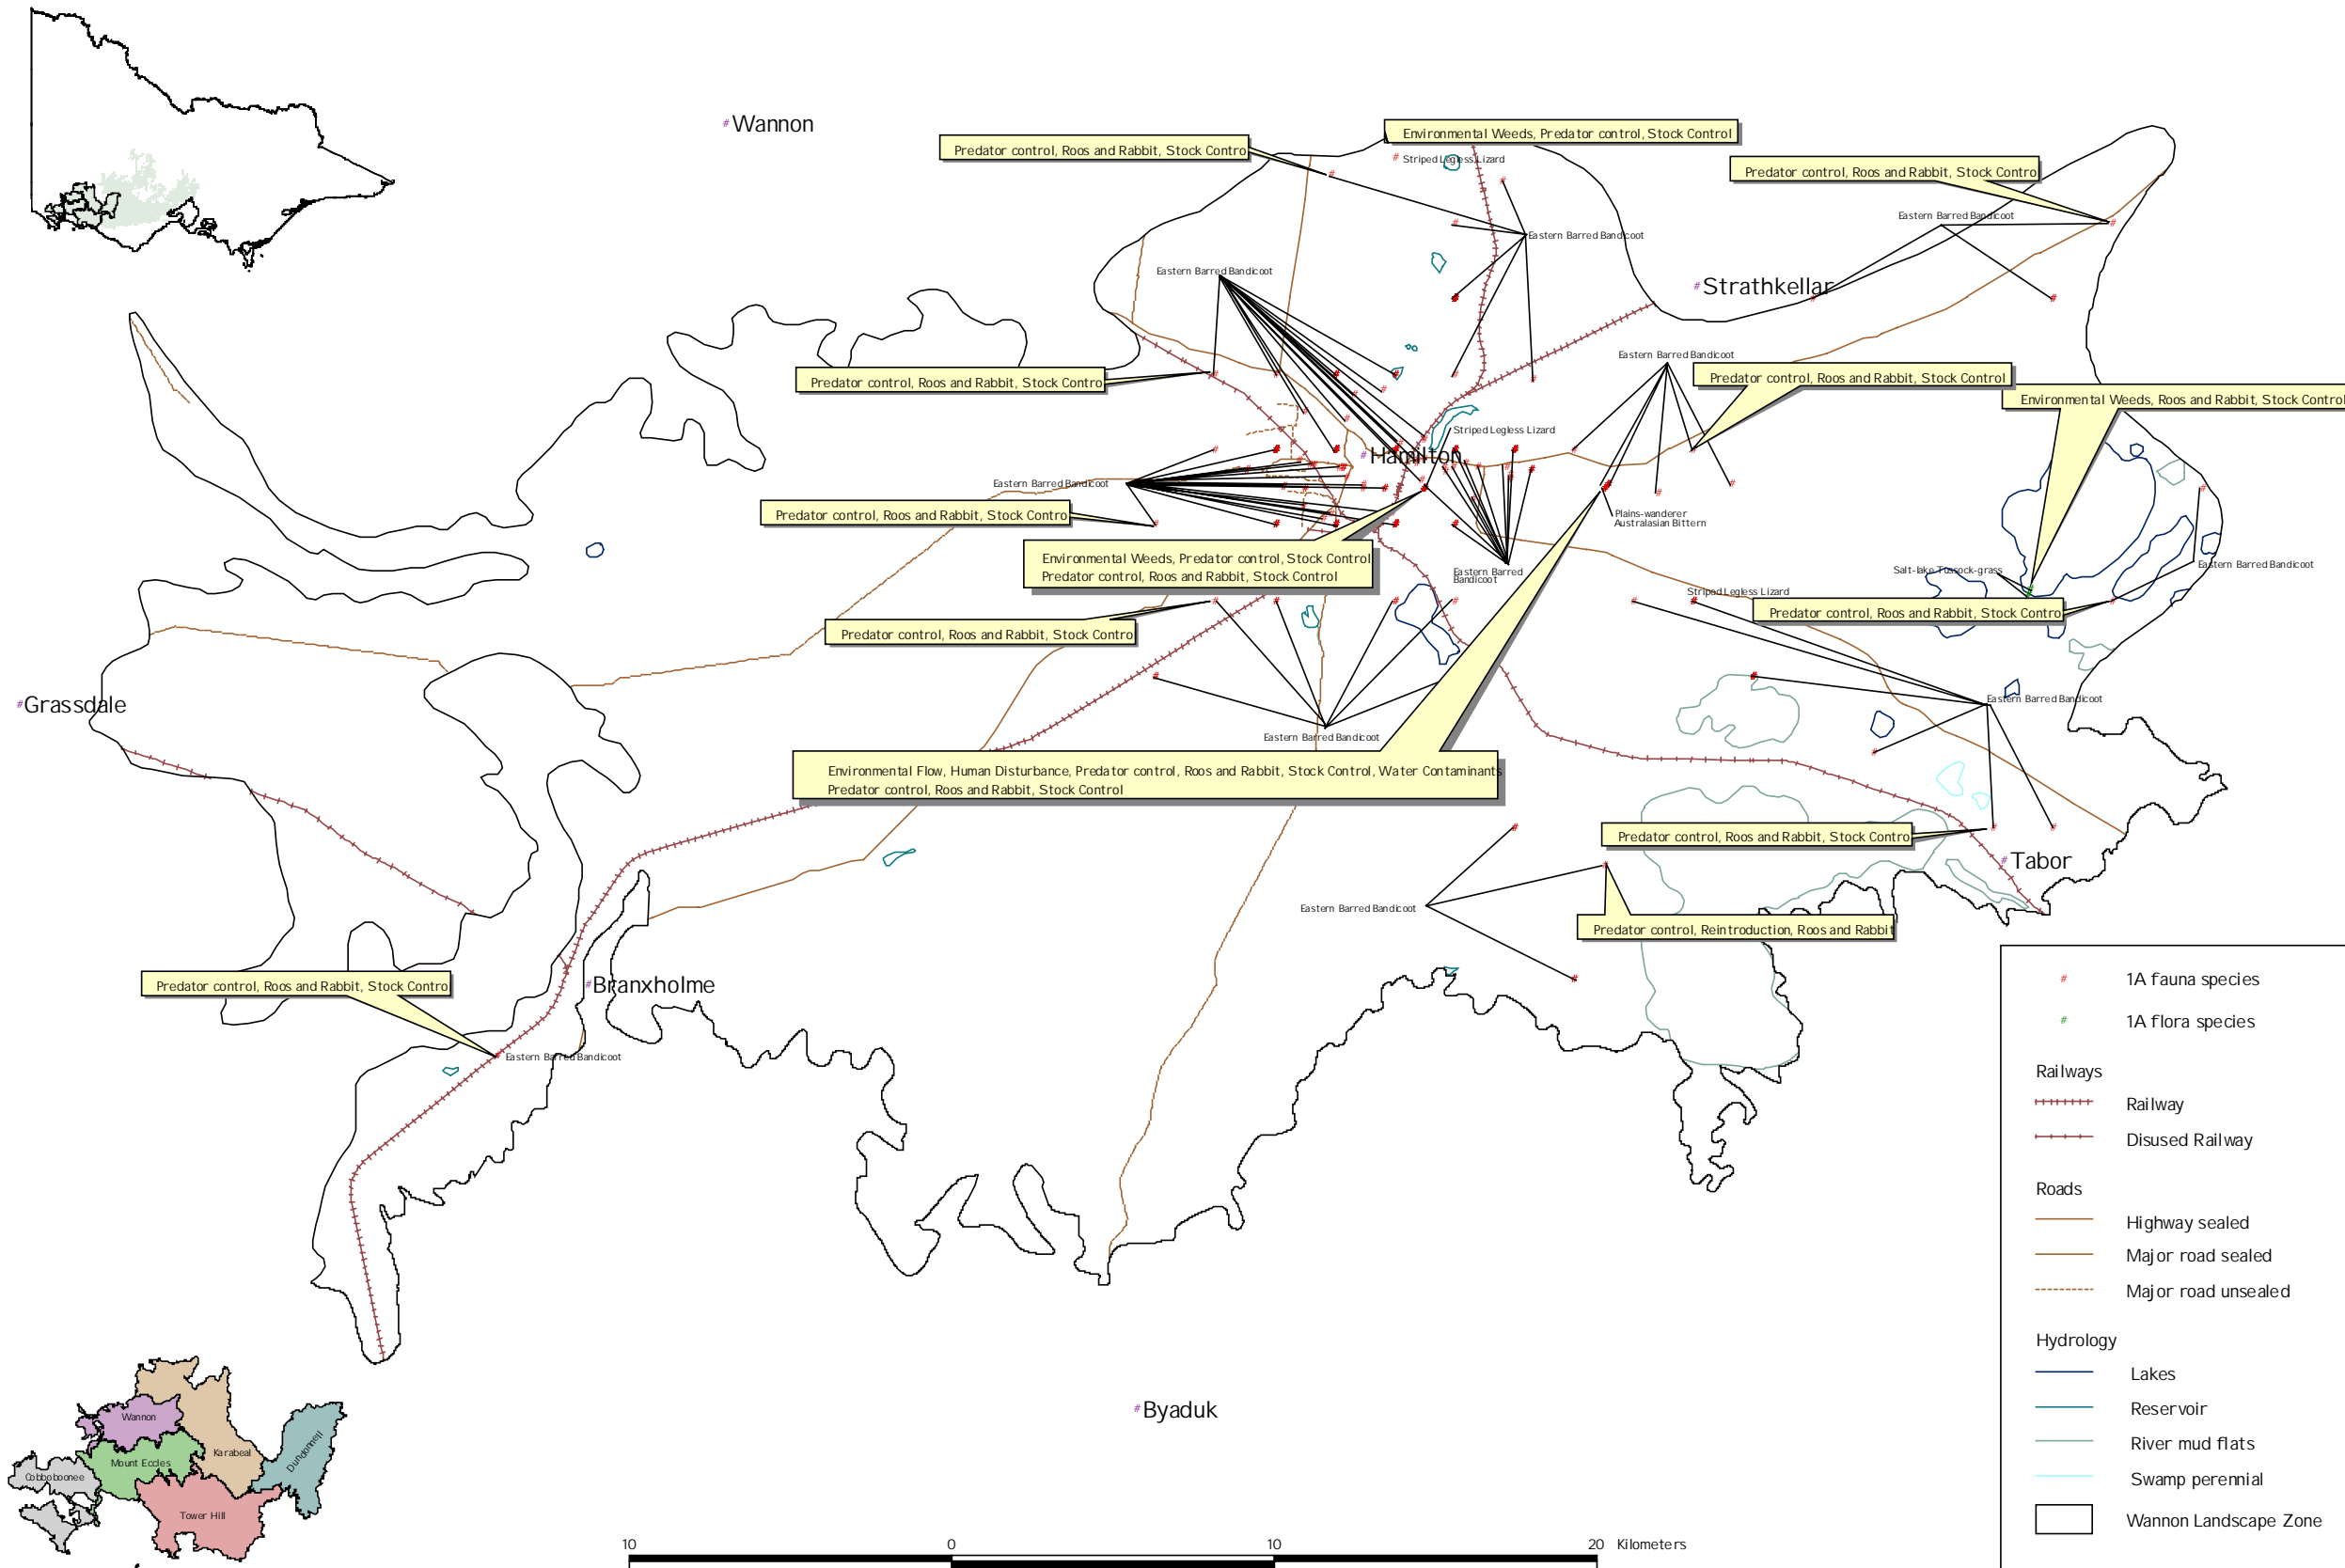 Wannon
Environmental Weeds, Predator control, Stock Control
Predator control, Roos and Rabbit, Stock Contro
Striped Legless Lizard
Predator control, Roos and Rabbit, Stock Contro
Eastern Barred Bandicoot
Eastern Barred Bandicoot
Eastern Barred Bandicoot
Strathkellar
Eastern Barred Bandicoot
Predator control, Roos and Rabbit, Stock Contro
Predator control, Roos and Rabbit, Stock Contro
Environmental Weeds, Roos and Rabbit, Stock Control
Striped Legless Lizard
Hamilton
Eastern Barred Bandicoot
Predator control, Roos and Rabbit, Stock Contro
Plains-wanderer
Australasian Bittern
Environmental Weeds, Predator control, Stock Control
Predator control, Roos and Rabbit, Stock Control
Eastern Barred
Bandicoot
Salt-lake Tussock-grass
Eastern Barred Bandicoot
Striped Legless Lizard
Predator control, Roos and Rabbit, Stock Contro
Predator control, Roos and Rabbit, Stock Contro
Grassdale
Eastern Barred Bandicoot
Eastern Barred Bandicoot
Environmental Flow, Human Disturbance, Predator control, Roos and Rabbit, Stock Control, Water Contaminants
Predator control, Roos and Rabbit, Stock Control
Predator control, Roos and Rabbit, Stock Contro
Tabor
Eastern Barred Bandicoot
Predator control, Reintroduction, Roos and Rabbit
Predator control, Roos and Rabbit, Stock Contro
Branxholme
Eastern Barred Bandicoot
Byaduk
# 1A fauna species
# 1A flora species
Railways
Railway
Disused Railway
Roads
Highway sealed
Major road sealed
Major road unsealed
Hydrology
Lakes
Reservoir
River mud flats
Swamp perennial
Wannon Landscape Zone
Wannon
Karabeal
Dundonnell
Mount Eccles
Cobboboonee
Tower Hill
10 0 10 20 Kilometers